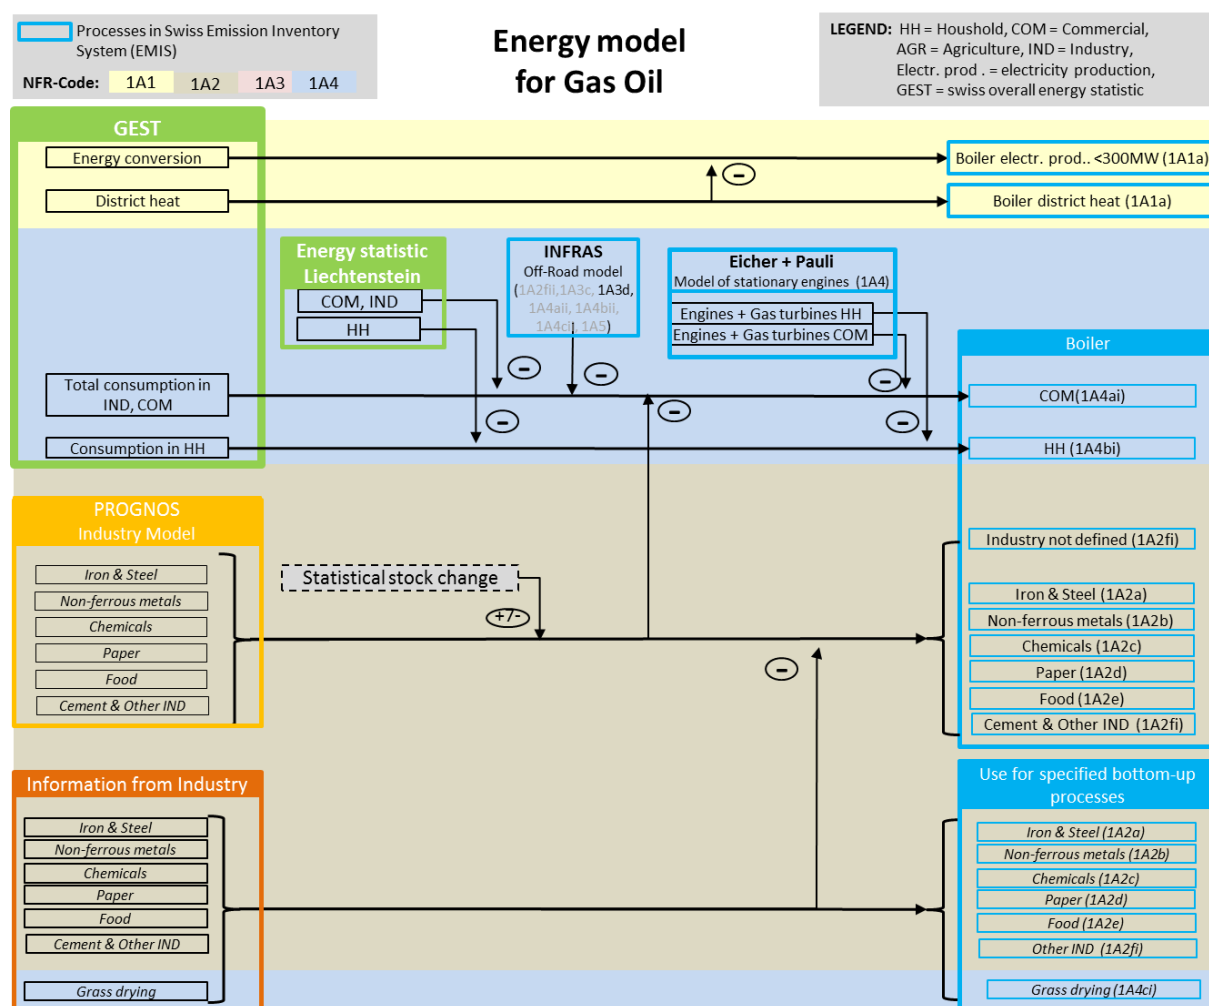 Processes in Swiss Emission Inventory
System (EMIS)
NFR-Code: 1A1 1A2 1A3 1A4
Energy model
for Gas Oil
LEGEND: HH = Houshold, COM = Commercial,
AGR = Agriculture, IND = Industry,
Electr. prod . = electricity production,
GEST = swiss overall energy statistic
GEST
Energy conversion
Boiler electr. prod.. <300MW (1A1a)
−
District heat
Boiler district heat (1A1a)
Energy statistic
Liechtenstein
COM, IND
HH
INFRAS
Off-Road model
(1A2fii,1A3c, 1A3d,
1A4aii, 1A4bii,
1A4cii, 1A5)
Eicher + Pauli
Model of stationary engines (1A4)
Engines + Gas turbines HH
Engines + Gas turbines COM
Boiler
−
−
−
Total consumption in
IND, COM
COM(1A4ai)
−
−
−
Consumption in HH
HH (1A4bi)
PROGNOS
Industry Model
Iron & Steel
Non-ferrous metals
Chemicals
Paper
Food
Cement & Other IND
Statistical stock change
+7-
−
Industry not defined (1A2fi)
Iron & Steel (1A2a)
Non-ferrous metals (1A2b)
Chemicals (1A2c)
Paper (1A2d)
Food (1A2e)
Cement & Other IND (1A2fi)
Information from Industry
Iron & Steel
Non-ferrous metals
Chemicals
Paper
Food
Cement & Other IND
Grass drying
Use for specified bottom-up
processes
Iron & Steel (1A2a)
Non-ferrous metals (1A2b)
Chemicals (1A2c)
Paper (1A2d)
Food (1A2e)
Other IND (1A2fi)
Grass drying (1A4ci)